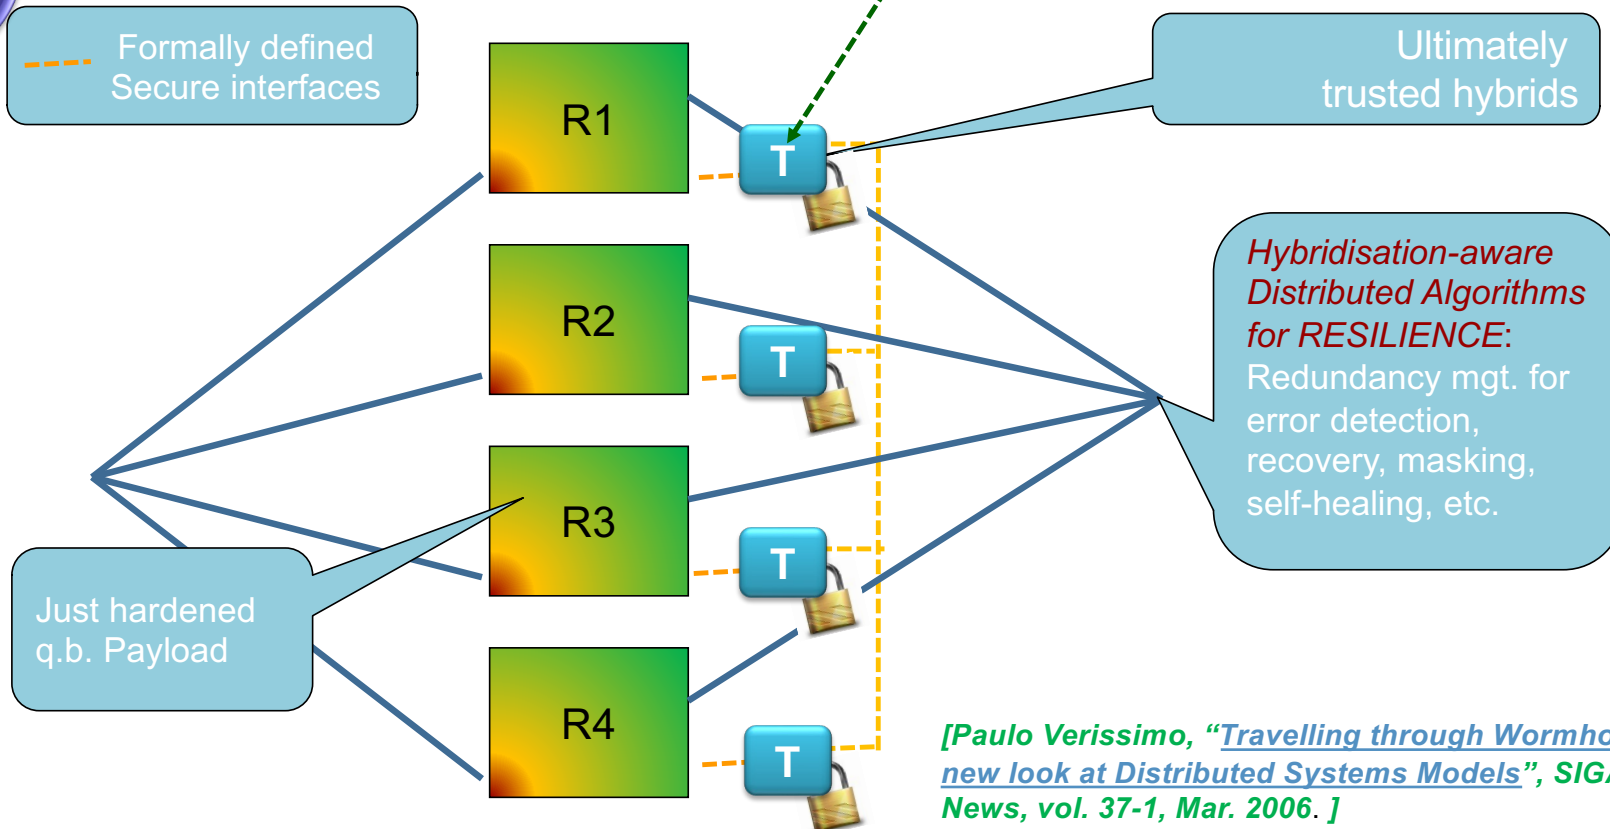 Formally defined
Secure interfaces
Ultimately
trusted hybrids
R1
T
R2
T
Hybridisation-aware
Distributed Algorithms
for RESILIENCE:
Redundancy mgt. for
error detection,
recovery, masking,
self-healing, etc.
R3
T
Just hardened
q.b. Payload
R4
T
[Paulo Verissimo, “Travelling through
new look at Distributed Systems Models”,
News, vol. 37-1, Mar. 2006. ]